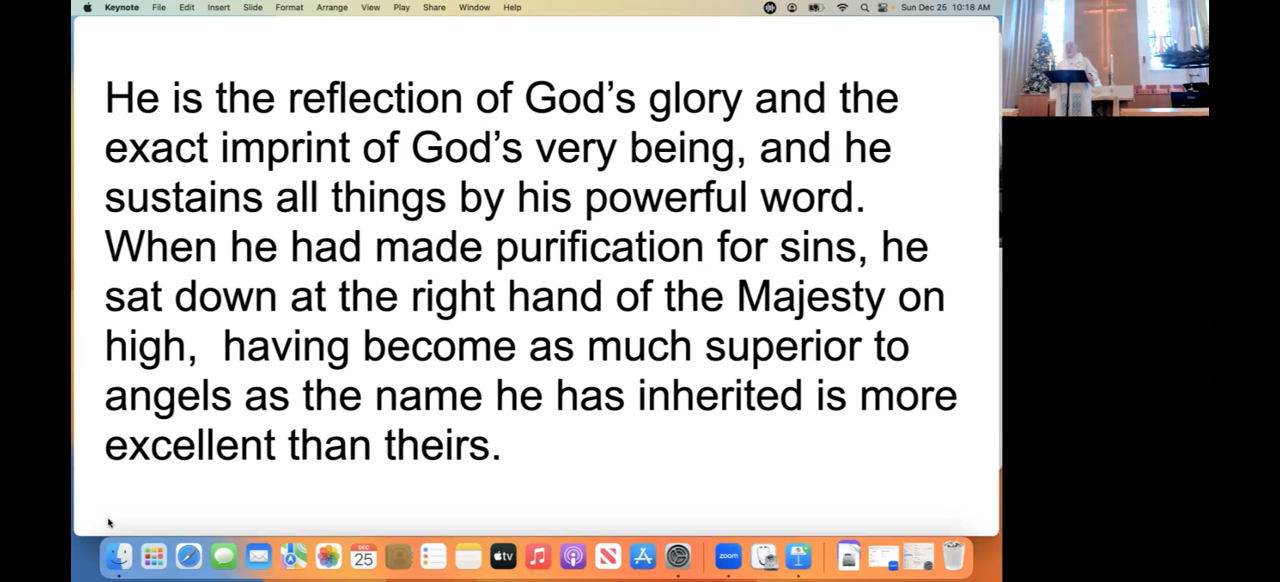 Keynote File Edit Insert Slide Format Arrange View Play Share Window Help Sun Dec 25 10:18 AM
He is the reflection of God’s glory and the
exact imprint of God’s very being, and he
sustains all things by his powerful word.
When he had made purification for sins, he
sat down at the right hand of the Majesty on
high,  having become as much superior to
angels as the name he has inherited is more
excellent than theirs.
DEC
25
tv
zoom